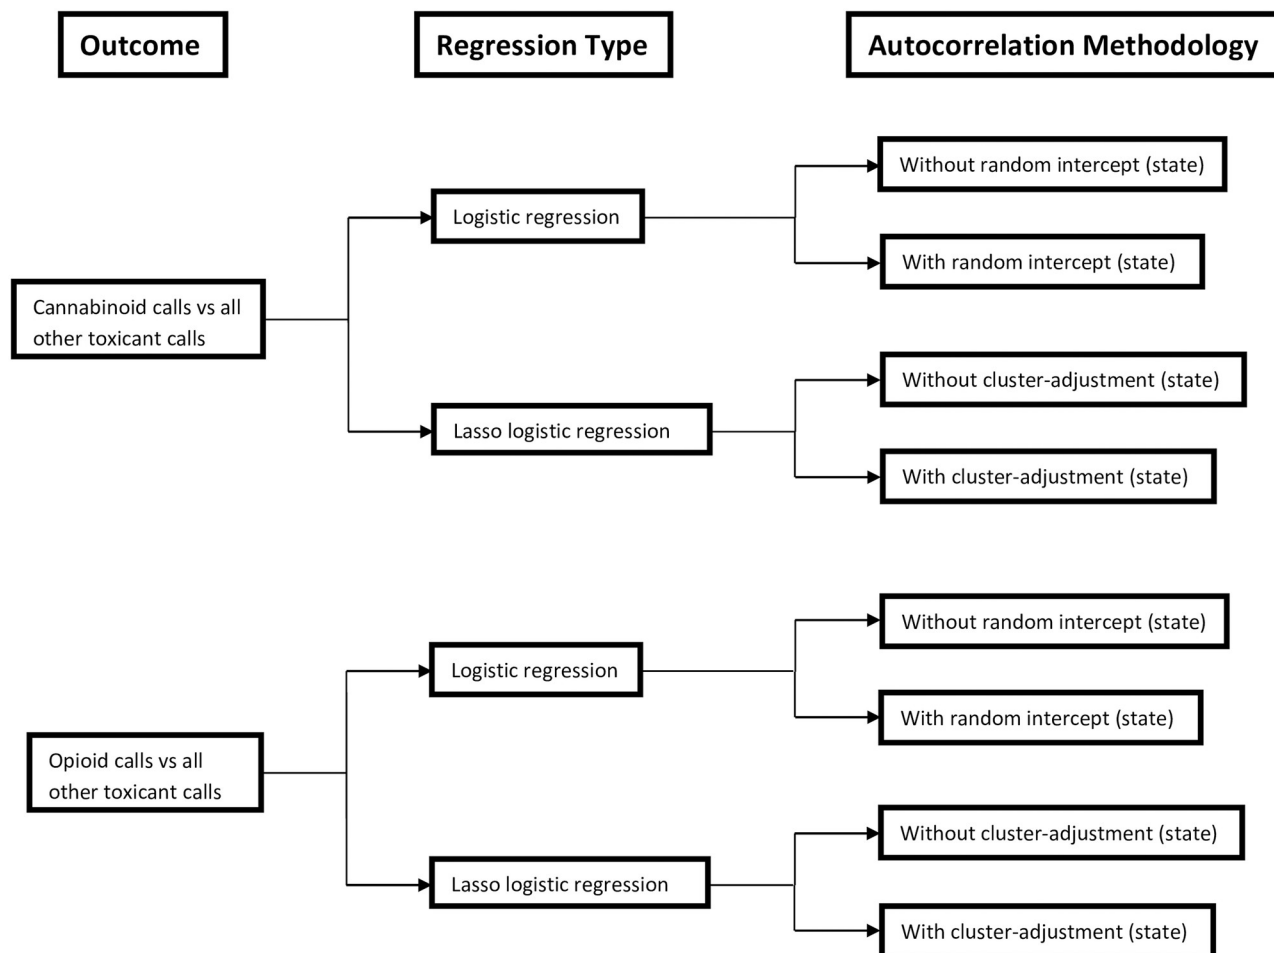 Outcome
Regression Type
Autocorrelation Methodology
Cannabinoid calls vs all
other toxicant calls
Logistic regression
Without random intercept (state)
With random intercept (state)
Lasso logistic regression
Without cluster-adjustment (state)
With cluster-adjustment (state)
Opioid calls vs all
other toxicant calls
Logistic regression
Without random intercept (state)
With random intercept (state)
Lasso logistic regression
Without cluster-adjustment (state)
With cluster-adjustment (state)